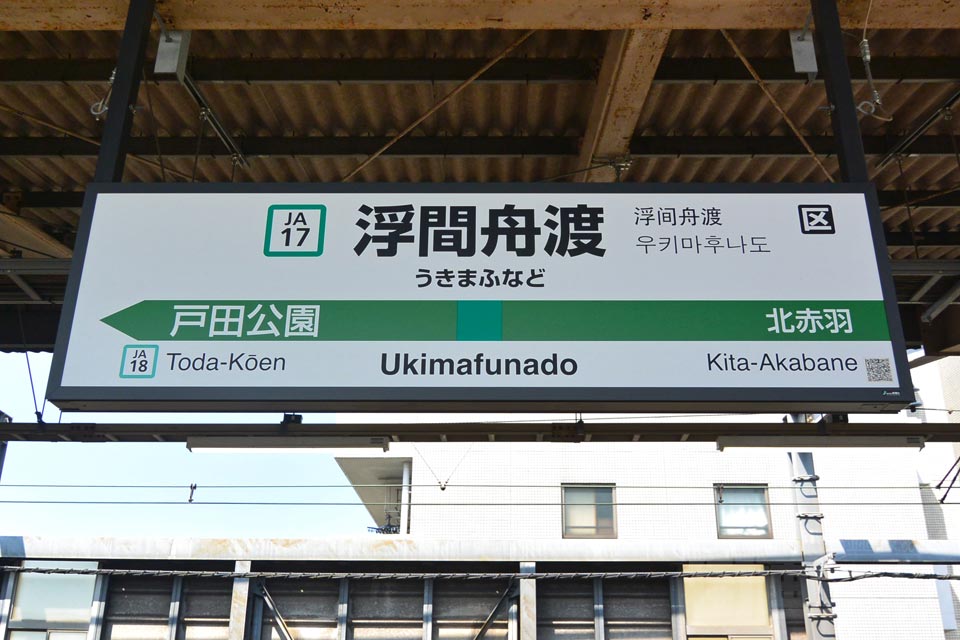 JA
17
浮間舟渡
浮间舟渡
우키마후나도
区
うきまふなど
戸田公園
北赤羽
JA
18
Toda-Kōen
Ukimafunado
Kita-Akabane